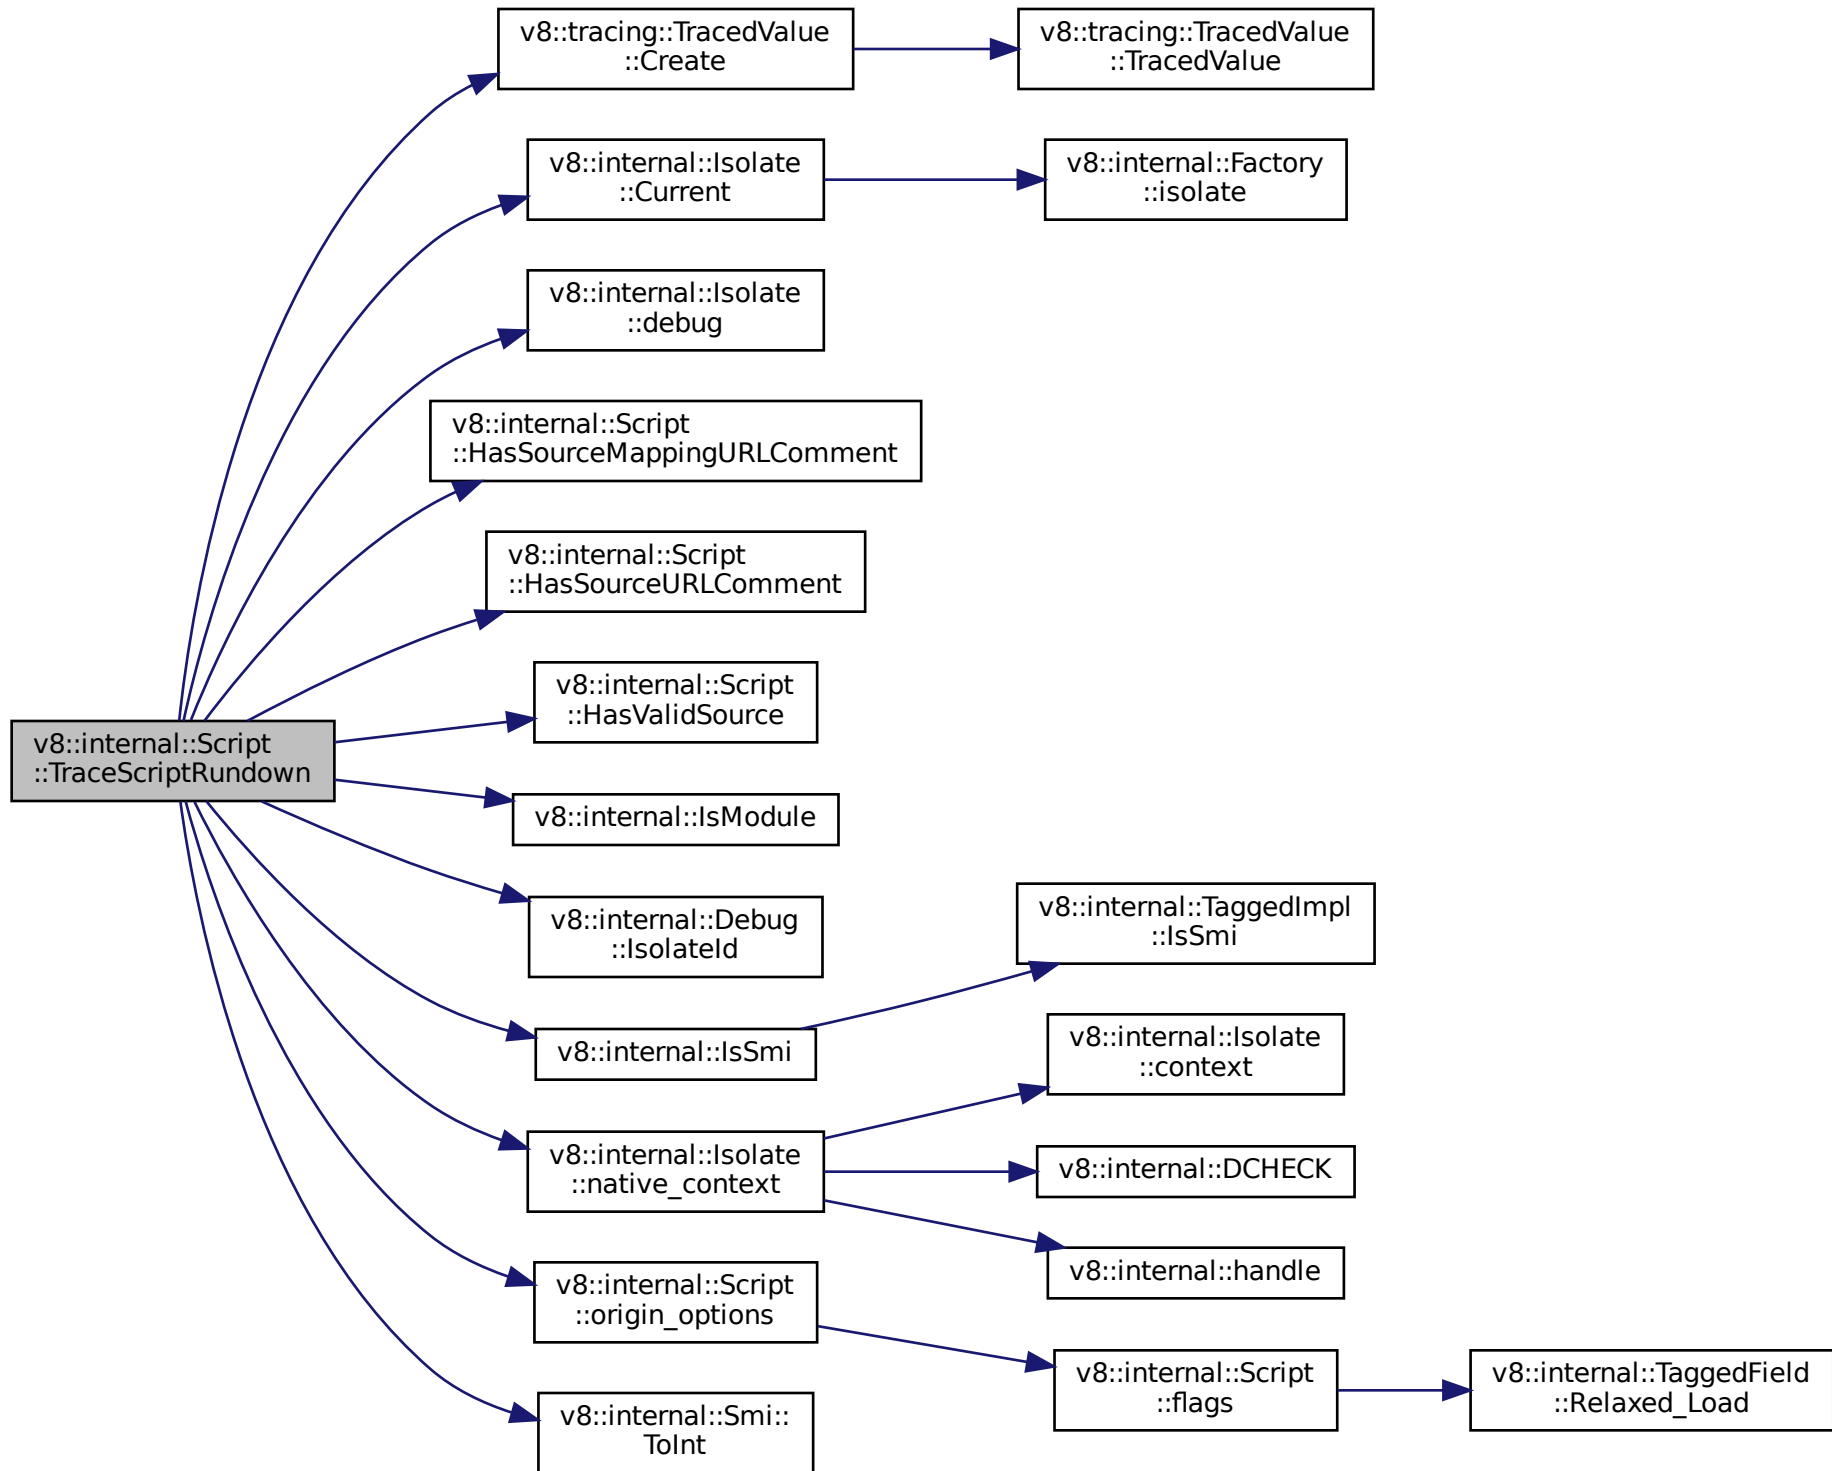 v8::tracing::TracedValue
::Create
v8::tracing::TracedValue
::TracedValue
v8::internal::Isolate
::Current
v8::internal::Factory
::isolate
v8::internal::Isolate
::debug
v8::internal::Script
::HasSourceMappingURLComment
v8::internal::Script
::HasSourceURLComment
v8::internal::Script
::HasValidSource
v8::internal::Script
::TraceScriptRundown
v8::internal::IsModule
v8::internal::Debug
::IsolateId
v8::internal::TaggedImpl
::IsSmi
v8::internal::IsSmi
v8::internal::Isolate
::context
v8::internal::Isolate
::native_context
v8::internal::DCHECK
v8::internal::handle
v8::internal::Script
::origin_options
v8::internal::Script
::flags
v8::internal::TaggedField
::Relaxed_Load
v8::internal::Smi::
ToInt